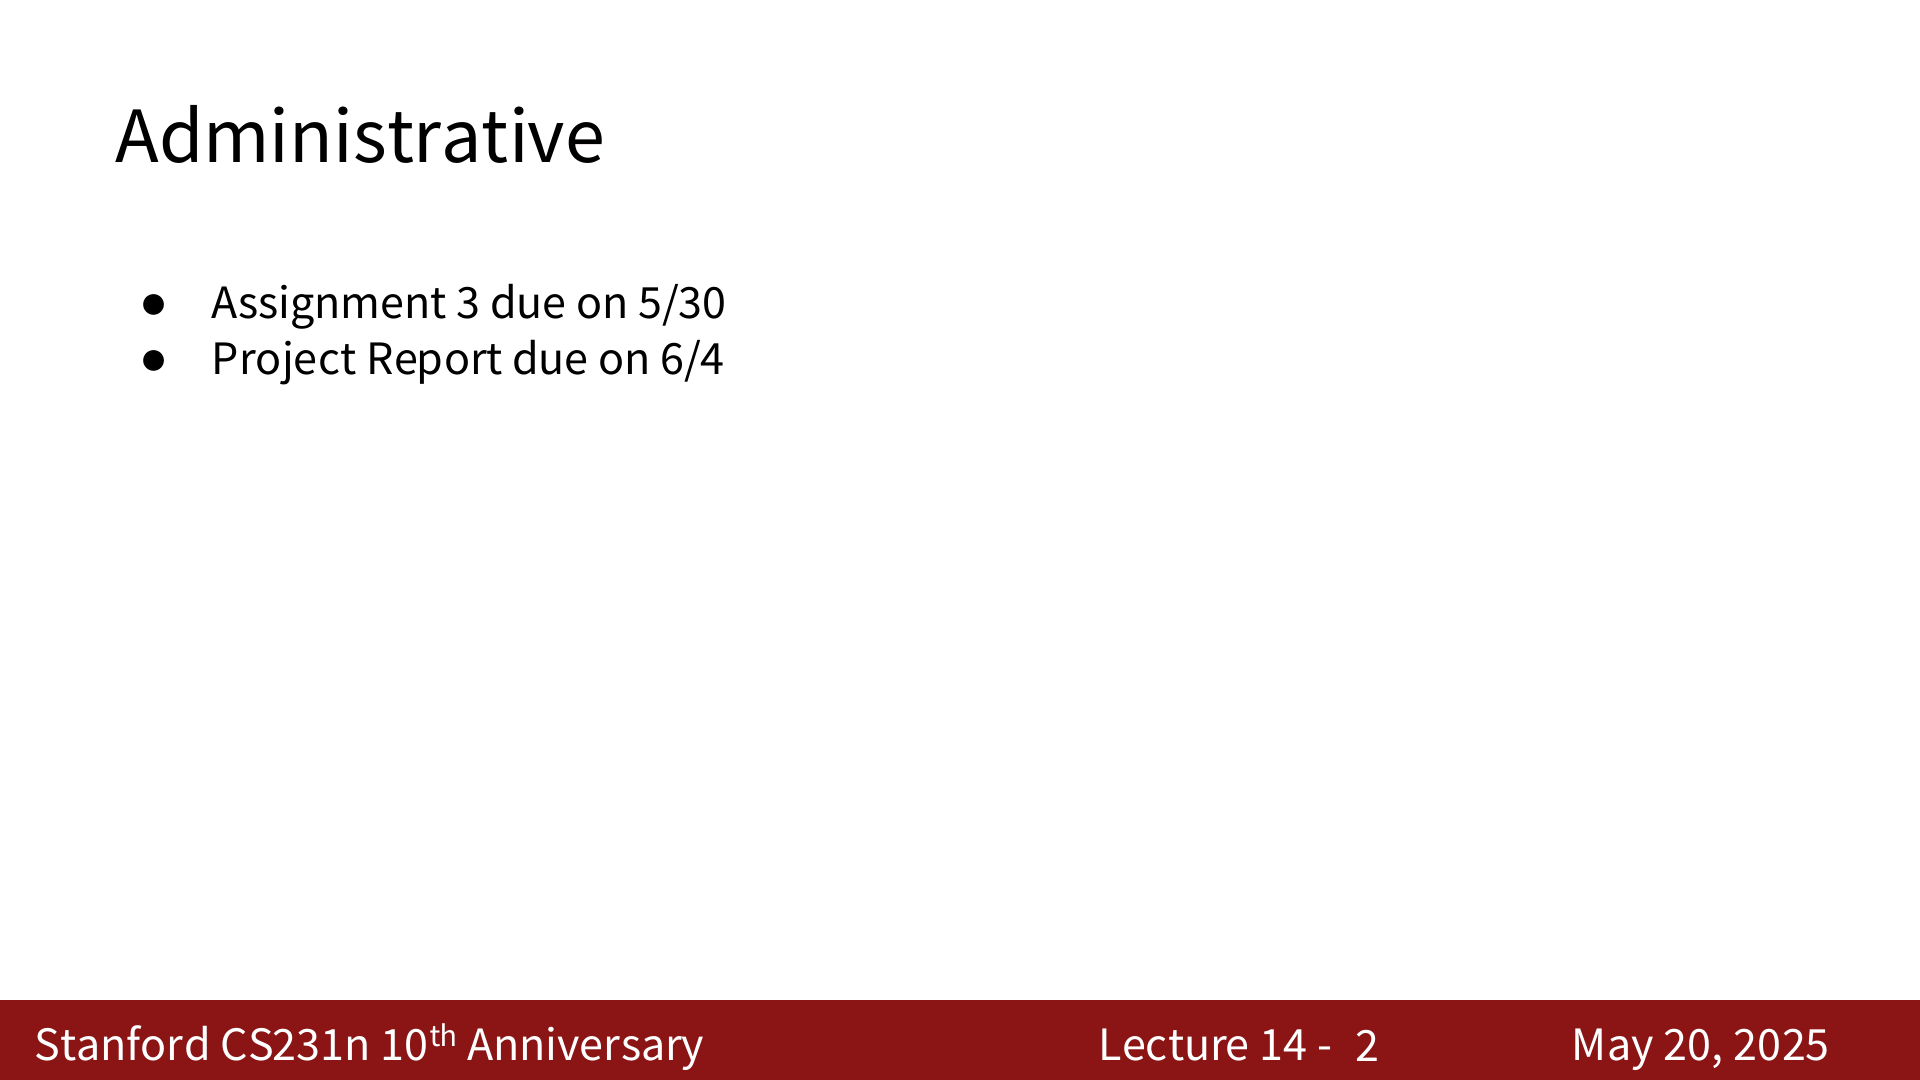 Administrative
● Assignment 3 due on 5/30
● Project Report due on 6/4
Stanford CS231n 10th Anniversary Lecture 14 - 2 May 20, 2025